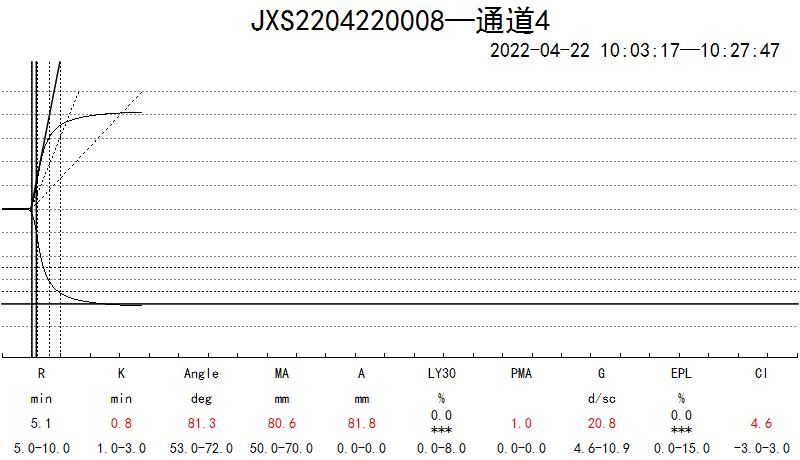 JXS2204220008—通道4
2022-04-22 10:03:17—10:27:47
R K Angle MA A LY30 PMA G EPL CI
min min deg mm mm % d/sc %
5.1 0.8 81.3 80.6 81.8 0.0 *** 1.0 20.8 0.0 *** 4.6
5.0-10.0 1.0-3.0 53.0-72.0 50.0-70.0 0.0-0.0 0.0-8.0 0.0-0.0 4.6-10.9 0.0-15.0 -3.0-3.0